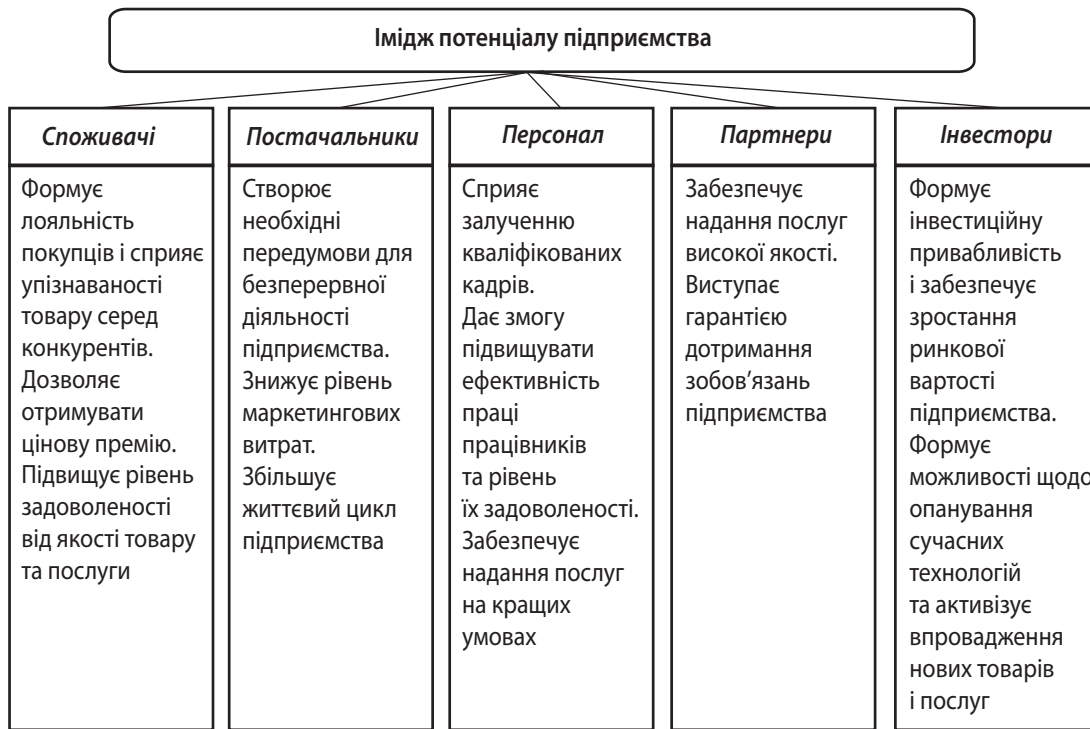 Імідж потенціалу підприємства
Споживачі
Формує
лояльність
покупців і сприяє
упізнаваності
товару серед
конкурентів.
Дозволяє
отримувати
цінову премію.
Підвищує рівень
задоволеності
від якості товару
та послуги
Постачальники
Створює
необхідні
передумови для
безперервної
діяльності
підприємства.
Знижує рівень
маркетингових
витрат.
Збільшує
життєвий цикл
підприємства
Персонал
Сприяє
залученню
кваліфікованих
кадрів.
Дає змогу
підвищувати
ефективність
праці
працівників
та рівень
їх задоволеності.
Забезпечує
надання послуг
на кращих
умовах
Партнери
Забезпечує
надання послуг
високої якості.
Виступає
гарантією
дотримання
зобов’язань
підприємства
Інвестори
Формує
інвестиційну
привабливість
і забезпечує
зростання
ринкової
вартості
підприємства.
Формує
можливості щодо
опанування
сучасних
технологій
та активізує
впровадження
нових товарів
і послуг